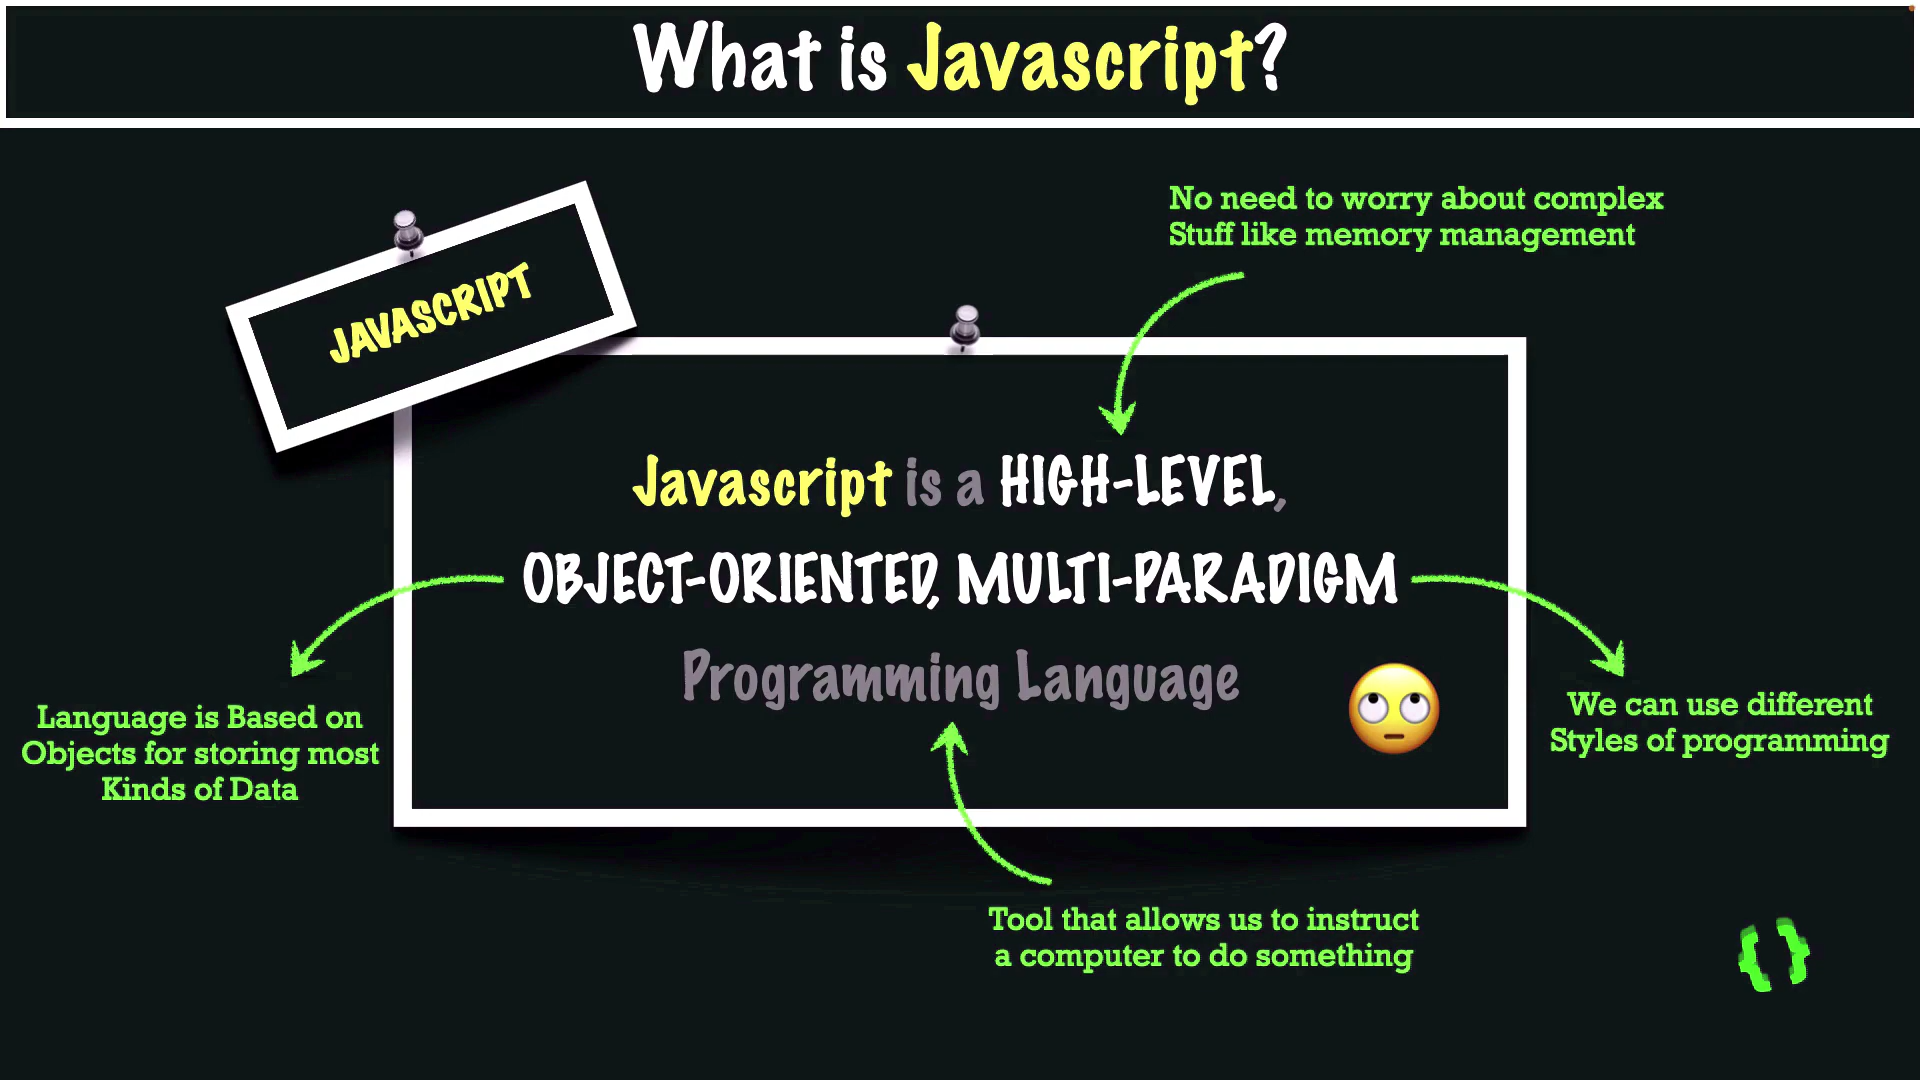 What is Javascript?
No need to worry about complex
Stuff like memory management
JAVASCRIPT
Javascript is a HIGH-LEVEL,
OBJECT-ORIENTED, MULTI-PARADIGM
Programming Language
Language is Based on
Objects for storing most
Kinds of Data
We can use different
Styles of programming
Tool that allows us to instruct
a computer to do something
{ }